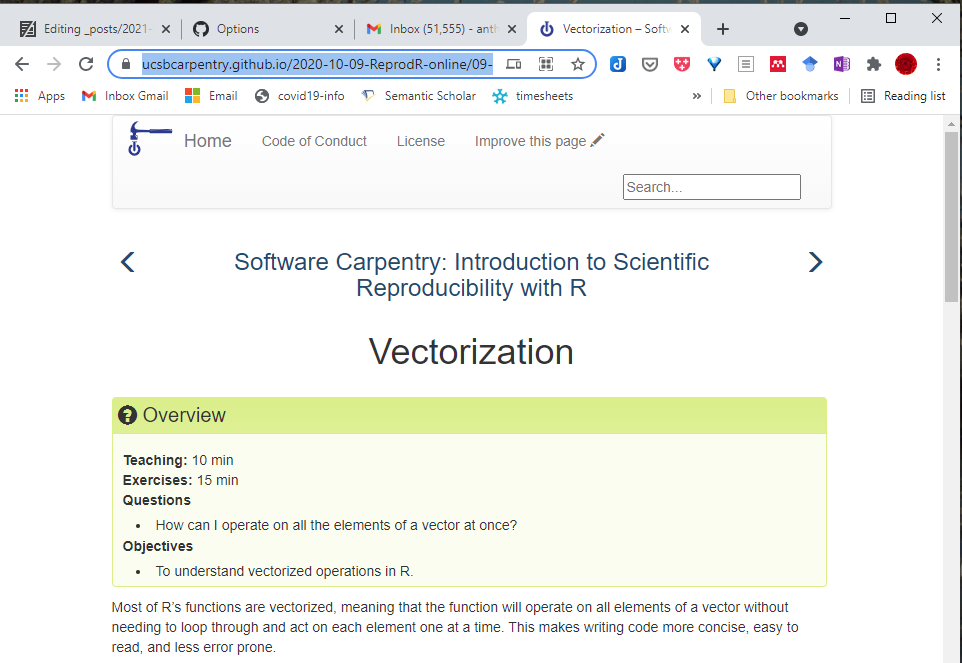 Editing _posts/2021-
Options
Inbox (51,555) - anth
Vectorization – Softw
ucsbcarpentry.github.io/2020-10-09-ReprodR-online/09-
Apps
Inbox Gmail
Email
covid19-info
Semantic Scholar
timesheets
»
Other bookmarks
Reading list
Home
Code of Conduct
License
Improve this page
Search...
Software Carpentry: Introduction to Scientific
Reproducibility with R
Vectorization
Overview
Teaching: 10 min
Exercises: 15 min
Questions
• How can I operate on all the elements of a vector at once?
Objectives
• To understand vectorized operations in R.
Most of R’s functions are vectorized, meaning that the function will operate on all elements of a vector without
needing to loop through and act on each element one at a time. This makes writing code more concise, easy to
read, and less error prone.